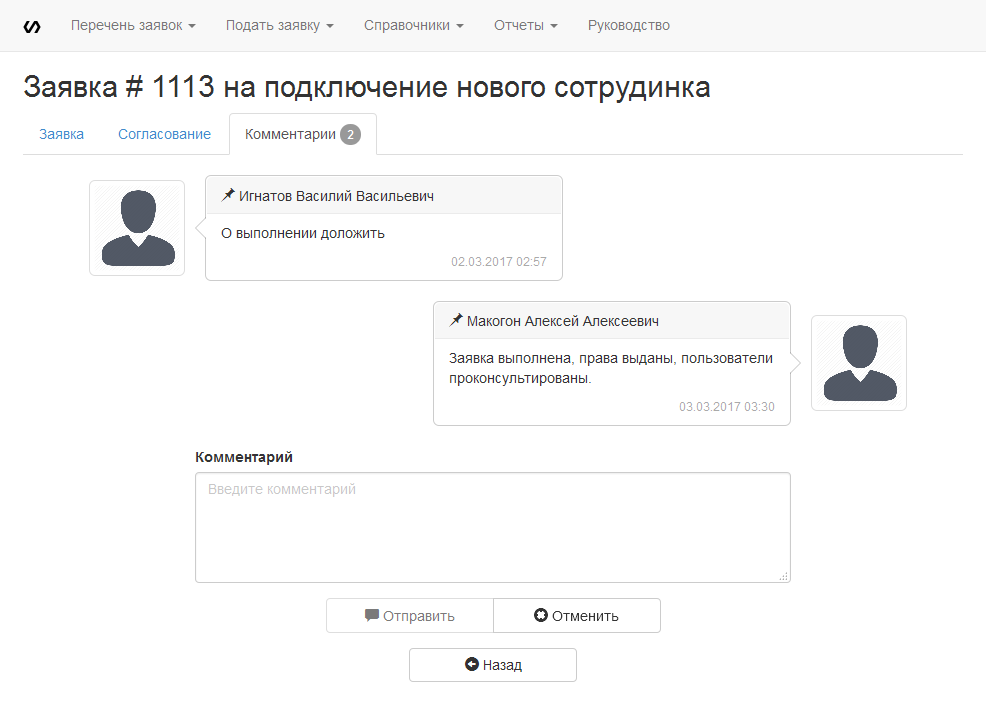 Перечень заявок Подать заявку Справочники Отчеты Руководство
Заявка # 1113 на подключение нового сотрудинка
Заявка Согласование Комментарии 2
Игнатов Василий Васильевич
О выполнении доложить
02.03.2017 02:57
Макогон Алексей Алексеевич
Заявка выполнена, права выданы, пользователи
проконсультированы.
03.03.2017 03:30
Комментарий
Введите комментарий
Отправить Отменить
Назад